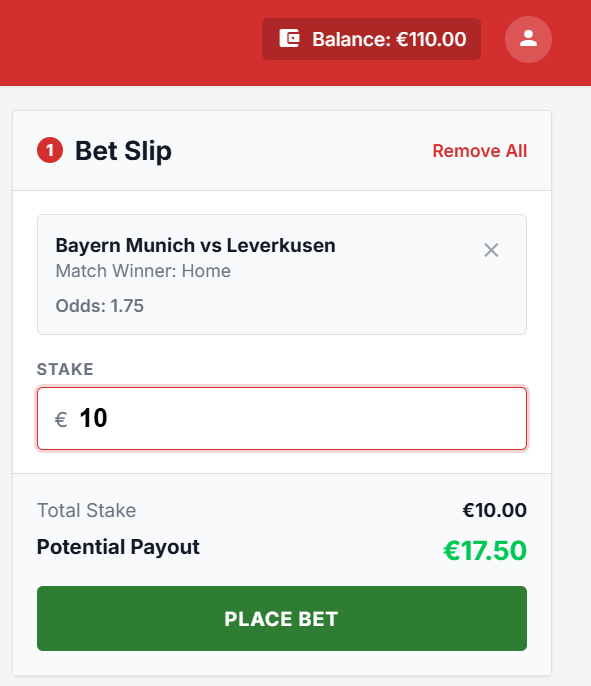 Balance: €110.00
1 Bet Slip Remove All
Bayern Munich vs Leverkusen
Match Winner: Home
Odds: 1.75
STAKE
€ 10
Total Stake €10.00
Potential Payout €17.50
PLACE BET